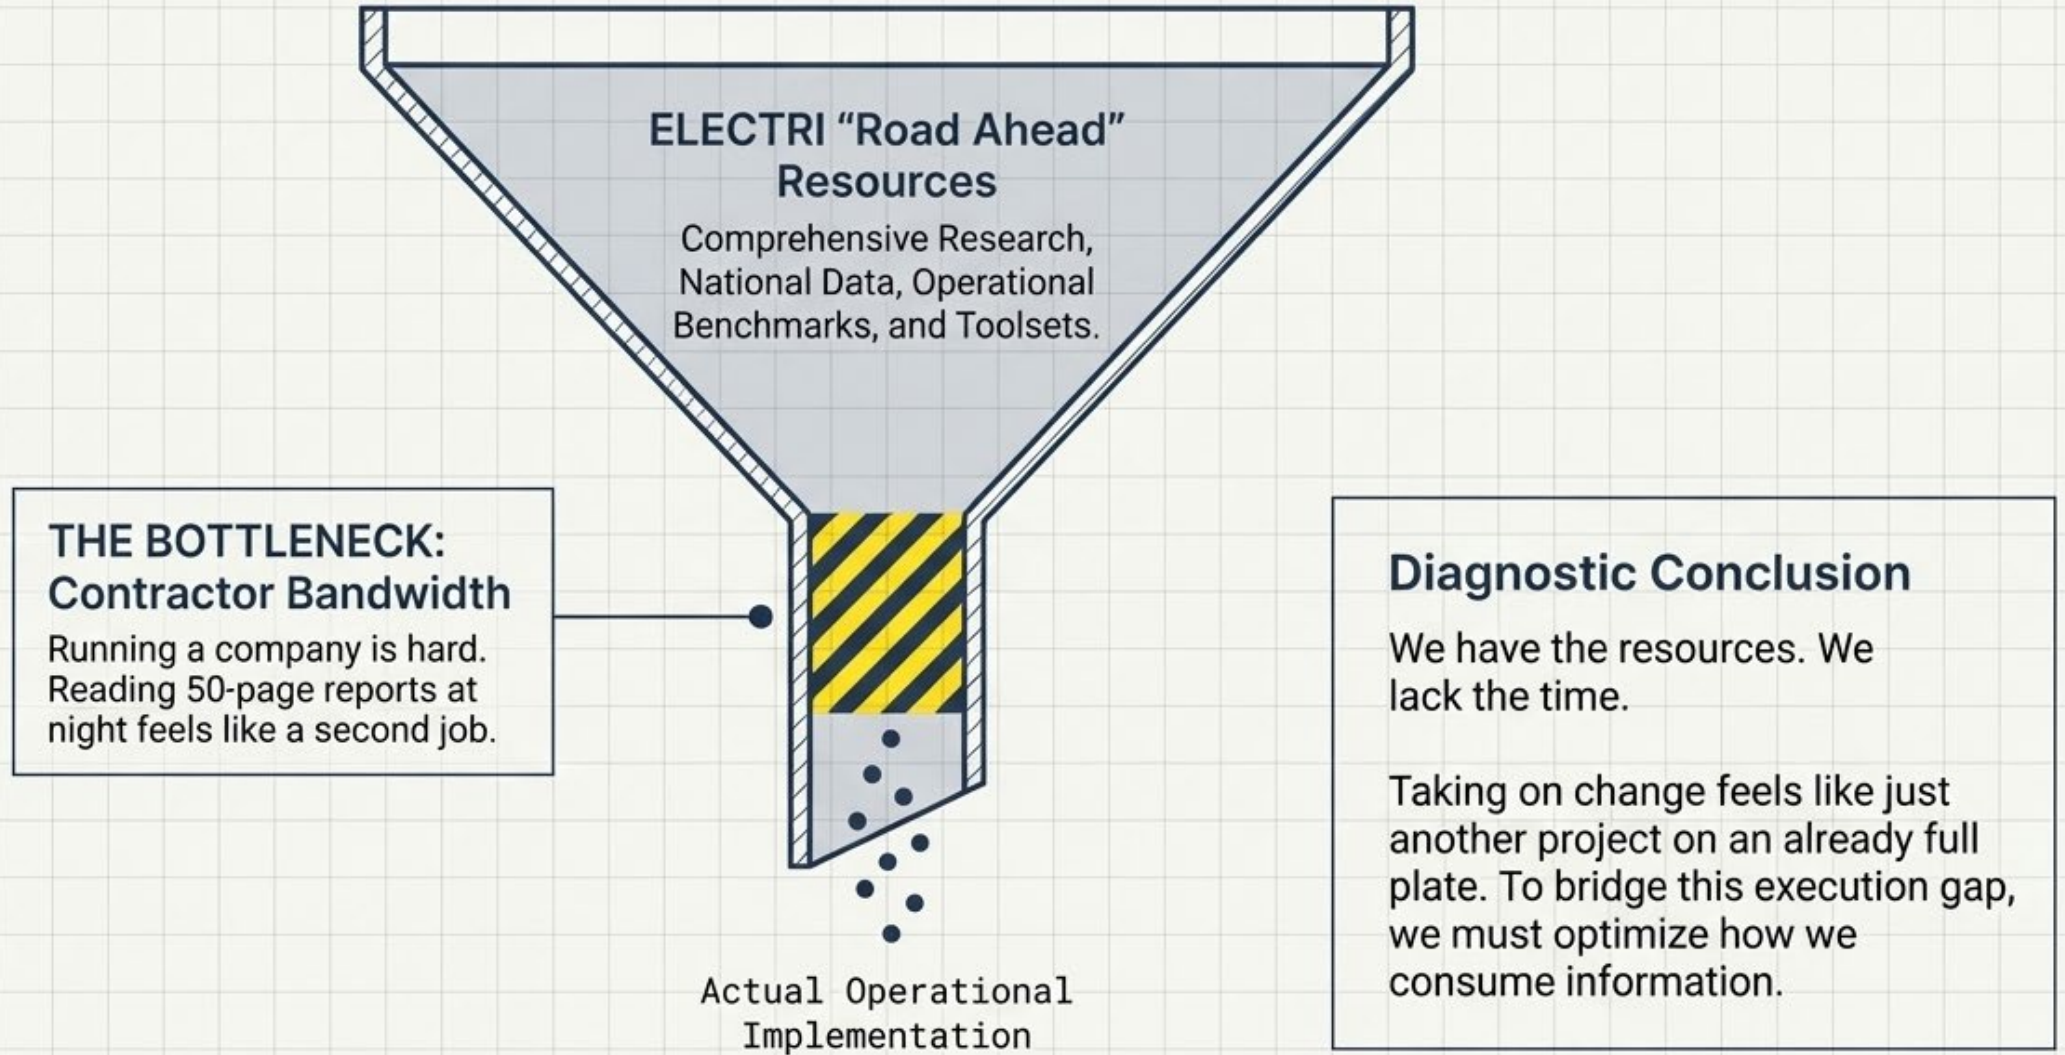 ELECTRI “Road Ahead”
Resources
Comprehensive Research,
National Data, Operational
Benchmarks, and Toolsets.
THE BOTTLENECK:
Contractor Bandwidth
Running a company is hard.
Reading 50-page reports at
night feels like a second job.
Diagnostic Conclusion
We have the resources. We
lack the time.
Taking on change feels like just
another project on an already full
plate. To bridge this execution gap,
we must optimize how we
consume information.
Actual Operational
Implementation